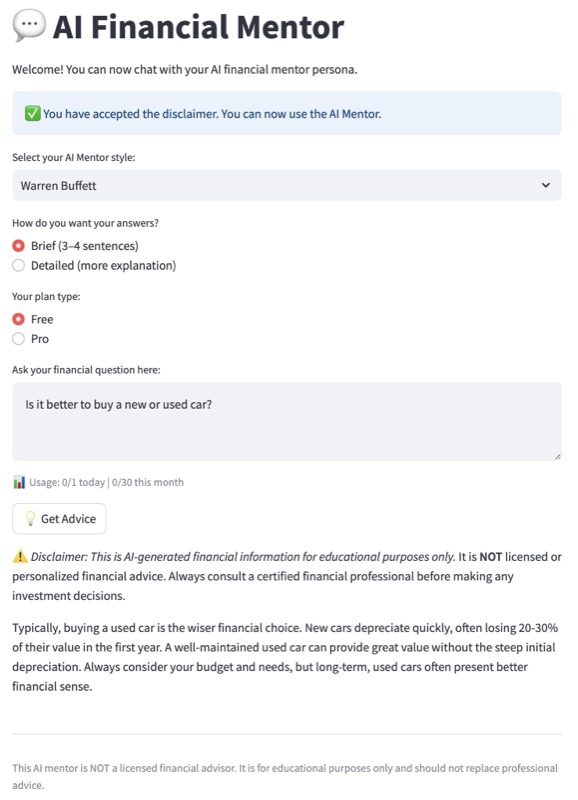 💬 AI Financial Mentor
Welcome! You can now chat with your AI financial mentor persona.
✅ You have accepted the disclaimer. You can now use the AI Mentor.
Select your AI Mentor style:
Warren Buffett
How do you want your answers?
Brief (3–4 sentences)
Detailed (more explanation)
Your plan type:
Free
Pro
Ask your financial question here:
Is it better to buy a new or used car?
📊 Usage: 0/1 today | 0/30 this month
💡 Get Advice
⚠️ Disclaimer: This is AI-generated financial information for educational purposes only. It is NOT licensed or
personalized financial advice. Always consult a certified financial professional before making any
investment decisions.
Typically, buying a used car is the wiser financial choice. New cars depreciate quickly, often losing 20-30%
of their value in the first year. A well-maintained used car can provide great value without the steep initial
depreciation. Always consider your budget and needs, but long-term, used cars often present better
financial sense.
This AI mentor is NOT a licensed financial advisor. It is for educational purposes only and should not replace professional
advice.